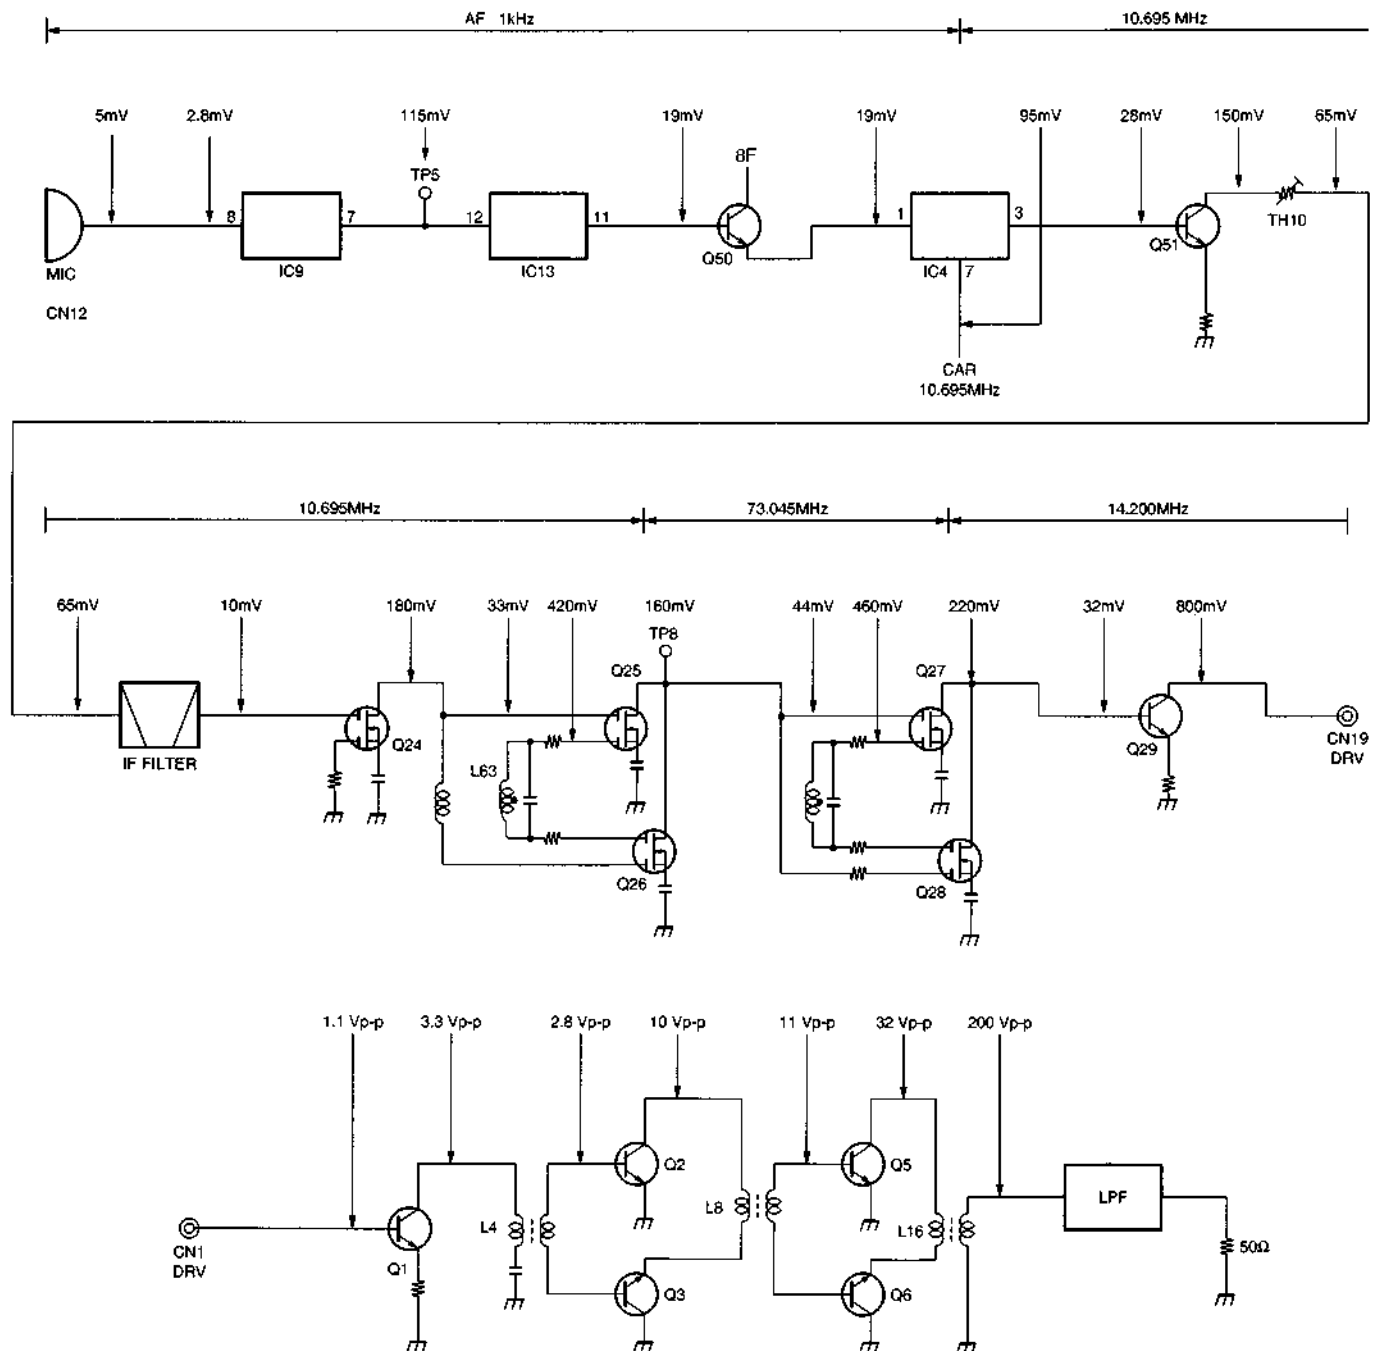 AF 1kHz
10.695 MHz
5mV
2.8mV
115mV
19mV
19mV
95mV
28mV
150mV
65mV
TP5
8F
8
7
12
11
1
3
MIC
IC9
IC13
Q50
IC4
7
Q51
TH10
CN12
CAR
10.695MHz
10.695MHz
73.045MHz
14.200MHz
65mV
10mV
180mV
33mV
420mV
160mV
44mV
460mV
220mV
32mV
800mV
TP8
Q25
Q27
IF FILTER
Q24
L63
Q29
CN19
DRV
Q26
Q28
1.1 Vp-p
3.3 Vp-p
2.8 Vp-p
10 Vp-p
11 Vp-p
32 Vp-p
200 Vp-p
Q2
Q5
LPF
L4
L8
L16
CN1
DRV
Q1
50Ω
Q3
Q6